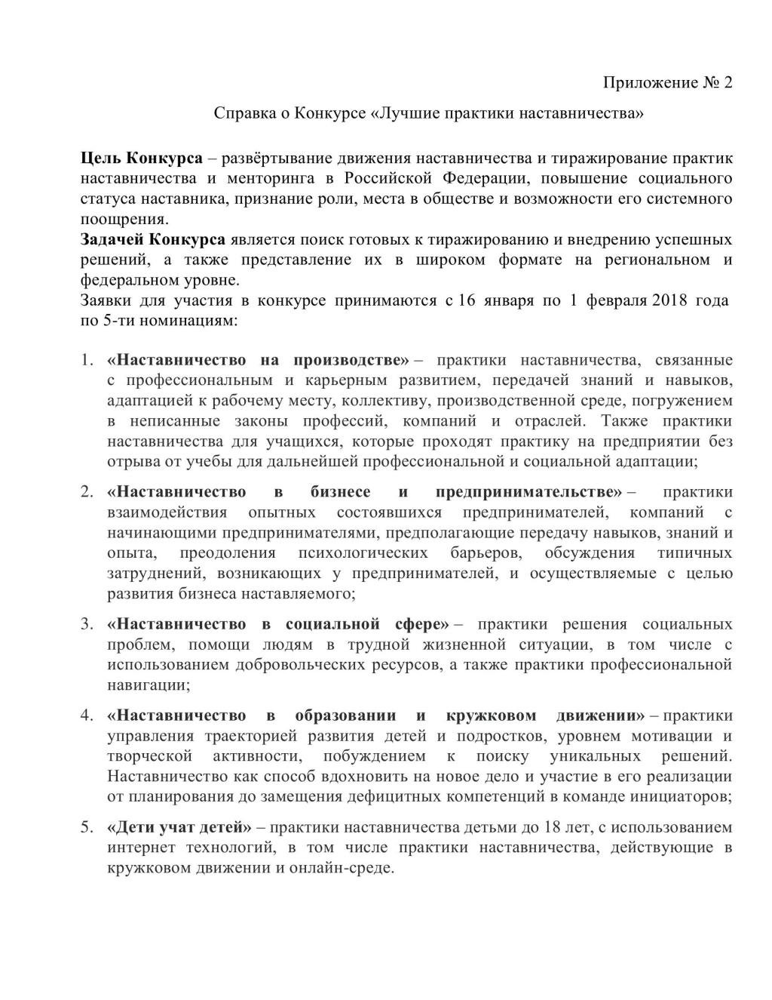 Приложение № 2
Справка о Конкурсе «Лучшие практики наставничества»
Цель Конкурса – развёртывание движения наставничества и тиражирование практик
наставничества и менторинга в Российской Федерации, повышение социального
статуса наставника, признание роли, места в обществе и возможности его системного
поощрения.
Задачей Конкурса является поиск готовых к тиражированию и внедрению успешных
решений, а также представление их в широком формате на региональном и
федеральном уровне.
Заявки для участия в конкурсе принимаются с 16 января по 1 февраля 2018 года
по 5-ти номинациям:
1. «Наставничество на производстве» – практики наставничества, связанные
с профессиональным и карьерным развитием, передачей знаний и навыков,
адаптацией к рабочему месту, коллективу, производственной среде, погружением
в неписанные законы профессий, компаний и отраслей. Также практики
наставничества для учащихся, которые проходят практику на предприятии без
отрыва от учебы для дальнейшей профессиональной и социальной адаптации;
2. «Наставничество в бизнесе и предпринимательстве» – практики
взаимодействия опытных состоявшихся предпринимателей, компаний с
начинающими предпринимателями, предполагающие передачу навыков, знаний и
опыта, преодоления психологических барьеров, обсуждения типичных
затруднений, возникающих у предпринимателей, и осуществляемые с целью
развития бизнеса наставляемого;
3. «Наставничество в социальной сфере» – практики решения социальных
проблем, помощи людям в трудной жизненной ситуации, в том числе с
использованием добровольческих ресурсов, а также практики профессиональной
навигации;
4. «Наставничество в образовании и кружковом движении» – практики
управления траекторией развития детей и подростков, уровнем мотивации и
творческой активности, побуждением к поиску уникальных решений.
Наставничество как способ вдохновить на новое дело и участие в его реализации
от планирования до замещения дефицитных компетенций в команде инициаторов;
5. «Дети учат детей» – практики наставничества детьми до 18 лет, с использованием
интернет технологий, в том числе практики наставничества, действующие в
кружковом движении и онлайн-среде.